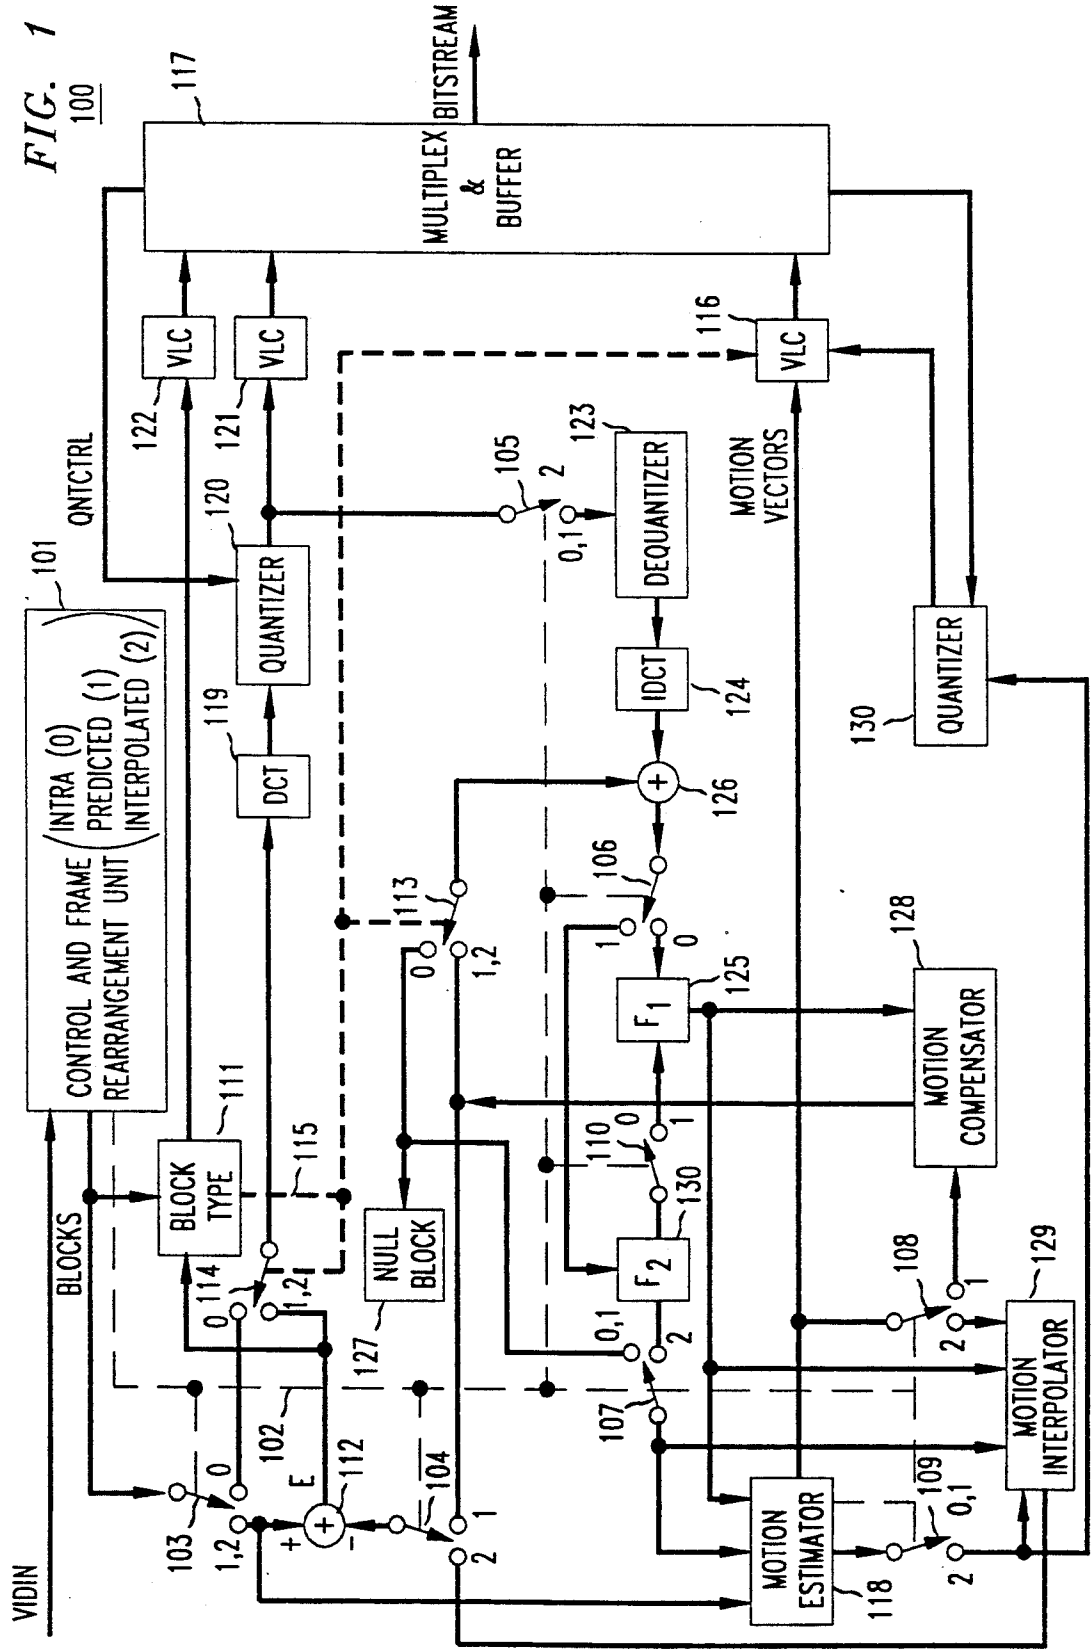 FIG. 1
100
VIDIN
101
CONTROL AND FRAME
REARRANGEMENT UNIT
INTRA (0)
PREDICTED (1)
INTERPOLATED (2)
QNTCTRL
117
MULTIPLEX
&
BUFFER
BITSTREAM
BLOCKS
BLOCK
TYPE
111
115
122
VLC
121
VLC
114
0
1,2
DCT
119
QUANTIZER
120
103
0
1,2
102
E
112
+
+
-
104
1
2
NULL
BLOCK
127
113
0
1,2
105
2
0,1
DEQUANTIZER
123
IDCT
124
+
126
106
1
0
F1
125
110
0
1
F2
130
107
0,1
2
MOTION
VECTORS
VLC
116
MOTION
ESTIMATOR
118
109
0,1
2
108
1
2
MOTION
COMPENSATOR
128
MOTION
INTERPOLATOR
129
QUANTIZER
130